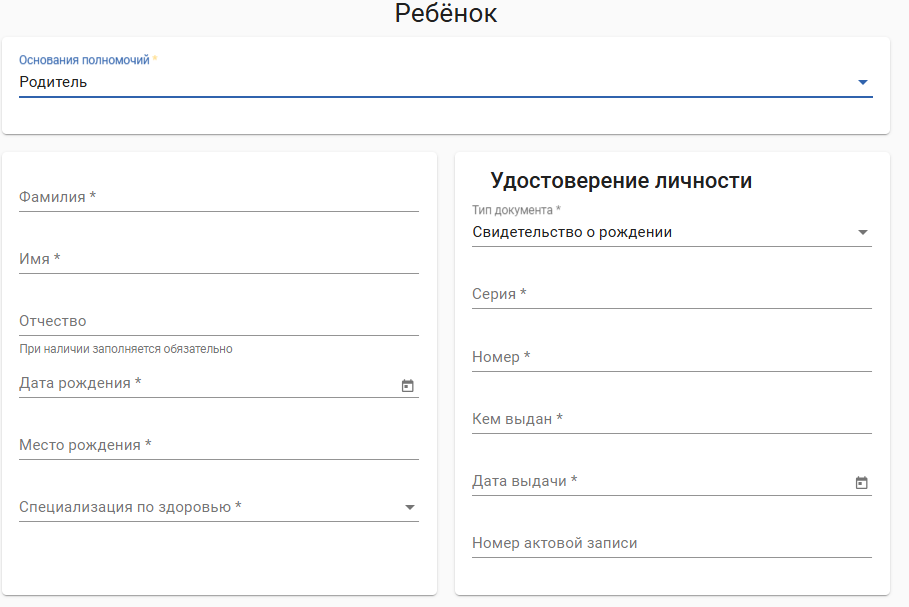 Ребёнок
Основания полномочий *
Родитель
Фамилия *
Имя *
Отчество
При наличии заполняется обязательно
Дата рождения *
Место рождения *
Специализация по здоровью *
Удостоверение личности
Тип документа *
Свидетельство о рождении
Серия *
Номер *
Кем выдан *
Дата выдачи *
Номер актовой записи